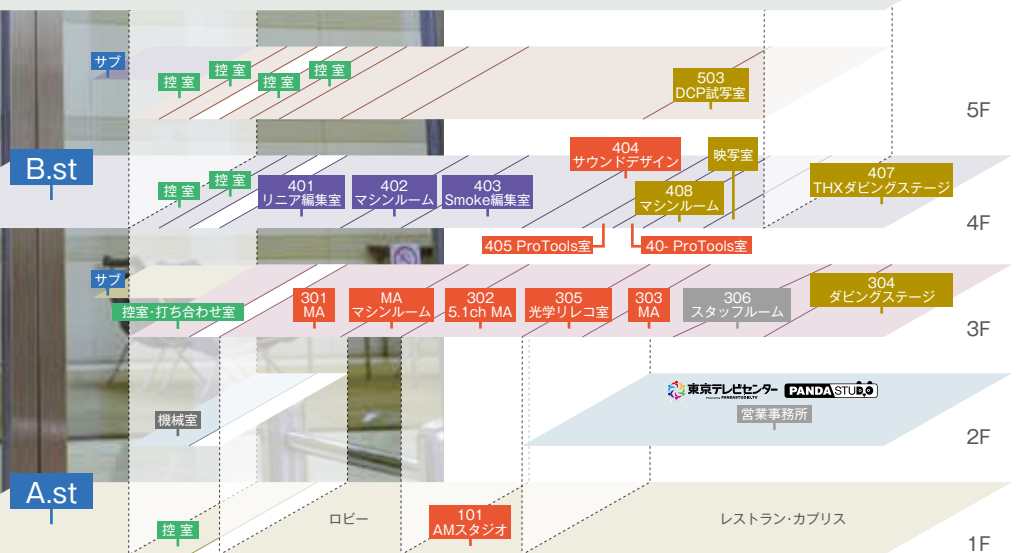 サブ
控室
控室
控室
控室
503
DCP試写室
5F
B.st
控室
控室
401
リニア編集室
402
マシンルーム
403
Smoke編集室
404
サウンドデザイン
映写室
408
マシンルーム
407
THXダビングステージ
4F
405 ProTools室
40- ProTools室
サブ
控室・打ち合わせ室
301
MA
MA
マシンルーム
302
5.1ch MA
305
光学リレコ室
303
MA
306
スタッフルーム
304
ダビングステージ
3F
機械室
東京テレビセンター
PANDASTUDIO
営業事務所
2F
A.st
控室
ロビー
101
AMスタジオ
レストラン・カプリス
1F